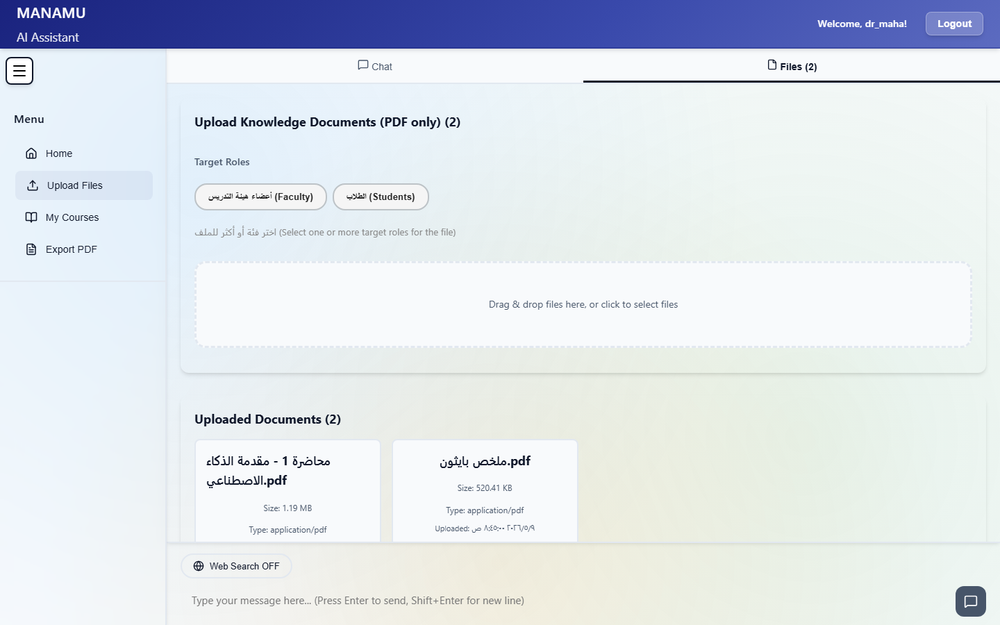 MANAMU
AI Assistant
Welcome, dr_maha!
Logout
Menu
Home
Upload Files
My Courses
Export PDF
Chat
Files (2)
Upload Knowledge Documents (PDF only) (2)
Target Roles
أعضاء هيئة التدريس (Faculty)
الطلاب (Students)
اختر فئة أو أكثر للملف (Select one or more target roles for the file)
Drag & drop files here, or click to select files
Uploaded Documents (2)
محاضرة 1 - مقدمة الذكاء
الاصطناعي.pdf
Size: 1.19 MB
Type: application/pdf
ملخص بايثون.pdf
Size: 520.41 KB
Type: application/pdf
Uploaded: ٢٠٢٦/٥/٩ ٨:٤٥:٠٠ ص
Web Search OFF
Type your message here... (Press Enter to send, Shift+Enter for new line)